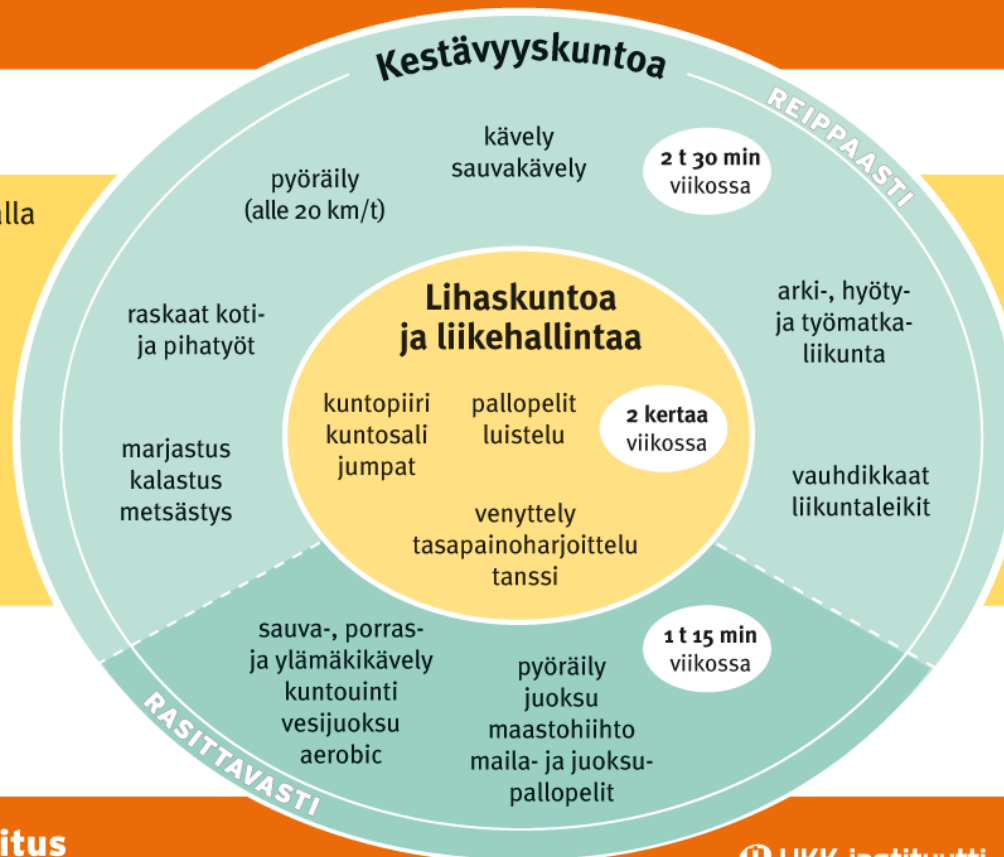 Kestävyyskuntoa
REIPPAASTI
kävely
sauvakävely
2 t 30 min
viikossa
pyöräily
(alle 20 km/t)
raskaat koti-
ja pihatyöt
marjastus
kalastus
metsästys
arki-, hyöty-
ja työmatka-
liikunta
vauhdikkaat
liikuntaleikit
Lihaskuntoa
ja liikehallintaa
kuntopiiri
kuntosali
jumpat
pallopelit
luistelu
2 kertaa
viikossa
venyttely
tasapainoharjoittelu
tanssi
sauva-, porras-
ja ylämäkikävely
kuntouinti
vesijuoksu
aerobic
pyöräily
juoksu
maastohiihto
maila- ja juoksu-
pallopelit
1 t 15 min
viikossa
RASITTAVASTI
UKK-instituutti